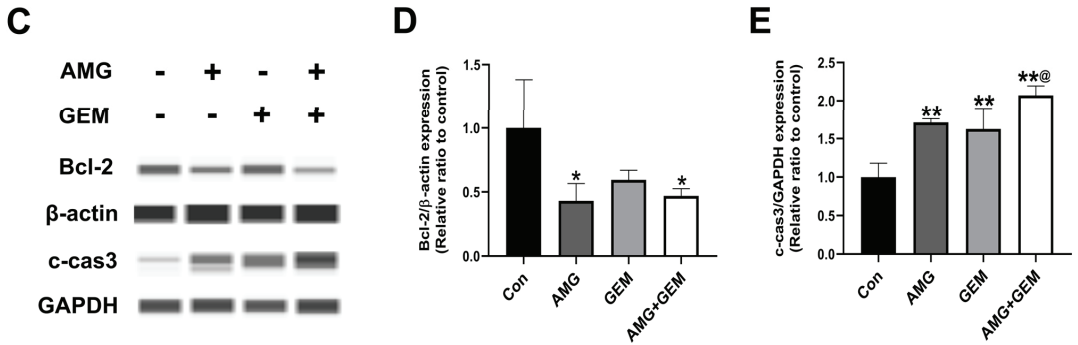 C
AMG - + - +
GEM - - + +
Bcl-2
β-actin
c-cas3
GAPDH
D
Bcl-2/β-actin expression
(Relative ratio to control)
1.5
1.0
0.5
0.0
*
*
Con
AMG
GEM
AMG+GEM
E
c-cas3/GAPDH expression
(Relative ratio to control)
2.5
2.0
1.5
1.0
0.5
0.0
**
**
**@
Con
AMG
GEM
AMG+GEM